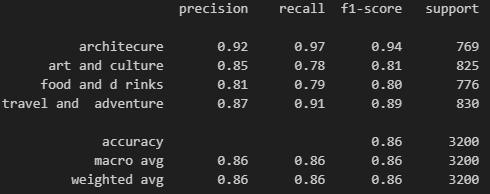 precision recall f1-score support
architecure 0.92 0.97 0.94 769
art and culture 0.85 0.78 0.81 825
food and d rinks 0.81 0.79 0.80 776
travel and  adventure 0.87 0.91 0.89 830
accuracy 0.86 3200
macro avg 0.86 0.86 0.86 3200
weighted avg 0.86 0.86 0.86 3200